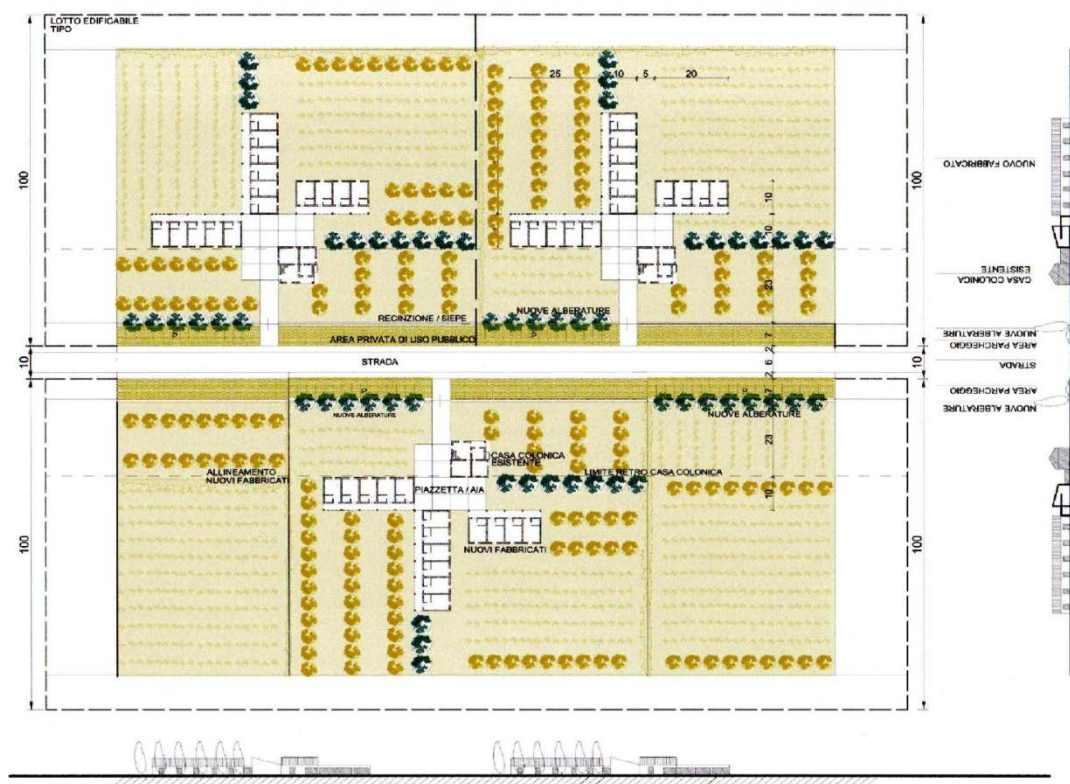 LOTTO EDIFICABILE
TIPO
25
10
5
20
100
100
NUOVO FABBRICATO
10
10
CASA COLONICA
ESISTENTE
23
NUOVE ALBERATURE
RECINZIONE / SIEPE
P
P
AREA PRIVATA DI USO PUBBLICO
7
NUOVE ALBERATURE
AREA PARCHEGGIO
2
10
STRADA
6
10
STRADA
2
P
P
7
AREA PARCHEGGIO
NUOVE ALBERATURE
NUOVE ALBERATURE
NUOVE ALBERATURE
23
CASA COLONICA
ESISTENTE
ALLINEAMENTO
NUOVI FABBRICATI
LIMITE RETRO CASA COLONICA
PIAZZETTA / AIA
10
NUOVI FABBRICATI
100
100